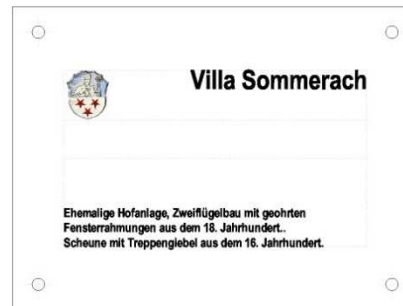 Villa Sommerach
Ehemalige Hofanlage, Zweiflügelbau mit geohrten
Fensterrahmungen aus dem 18. Jahrhundert..
Scheune mit Treppengiebel aus dem 16. Jahrhundert.